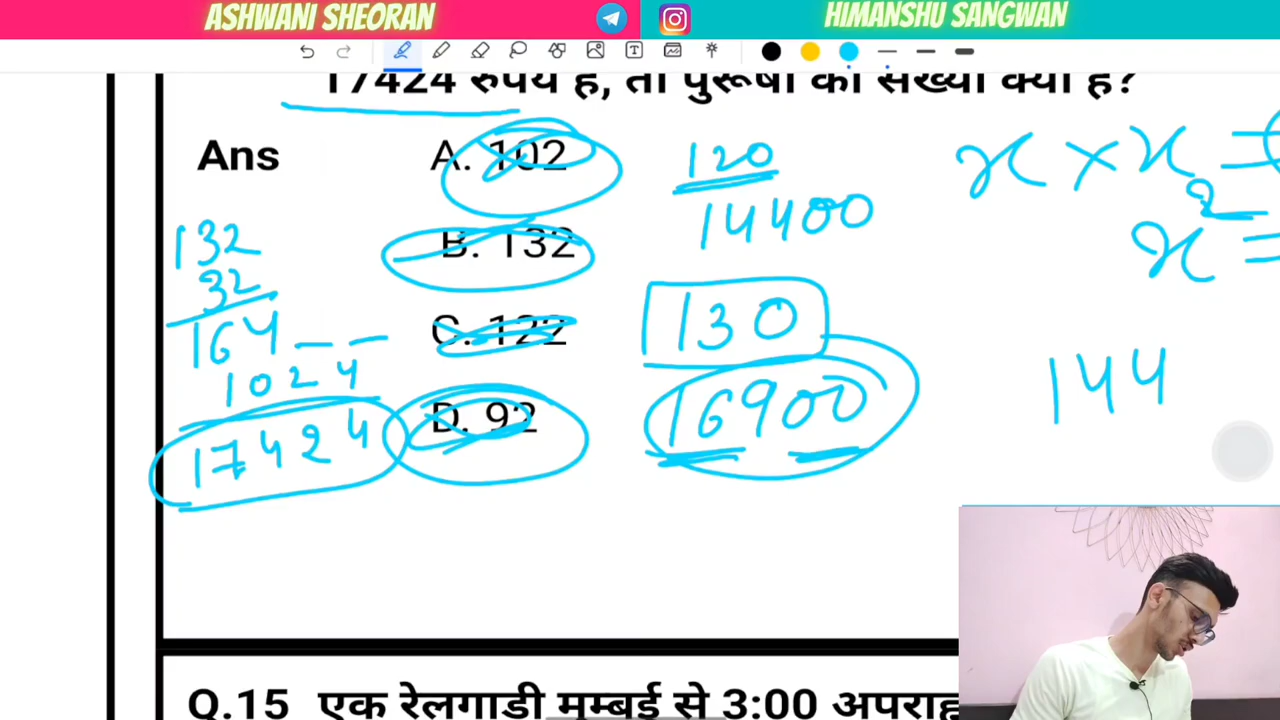 ASHWANI SHEORAN
HIMANSHU SANGWAN
17424 रुपये है, तो पुरूषों की संख्या क्या है?
Ans
A. 102
B. 132
C. 122
D. 92
132
32
164 _ _
1024
17424
120
14400
130
16900
x × x =
x² =
144
Q.15 एक रेलगाड़ी मुम्बई से 3:00 अपराह्